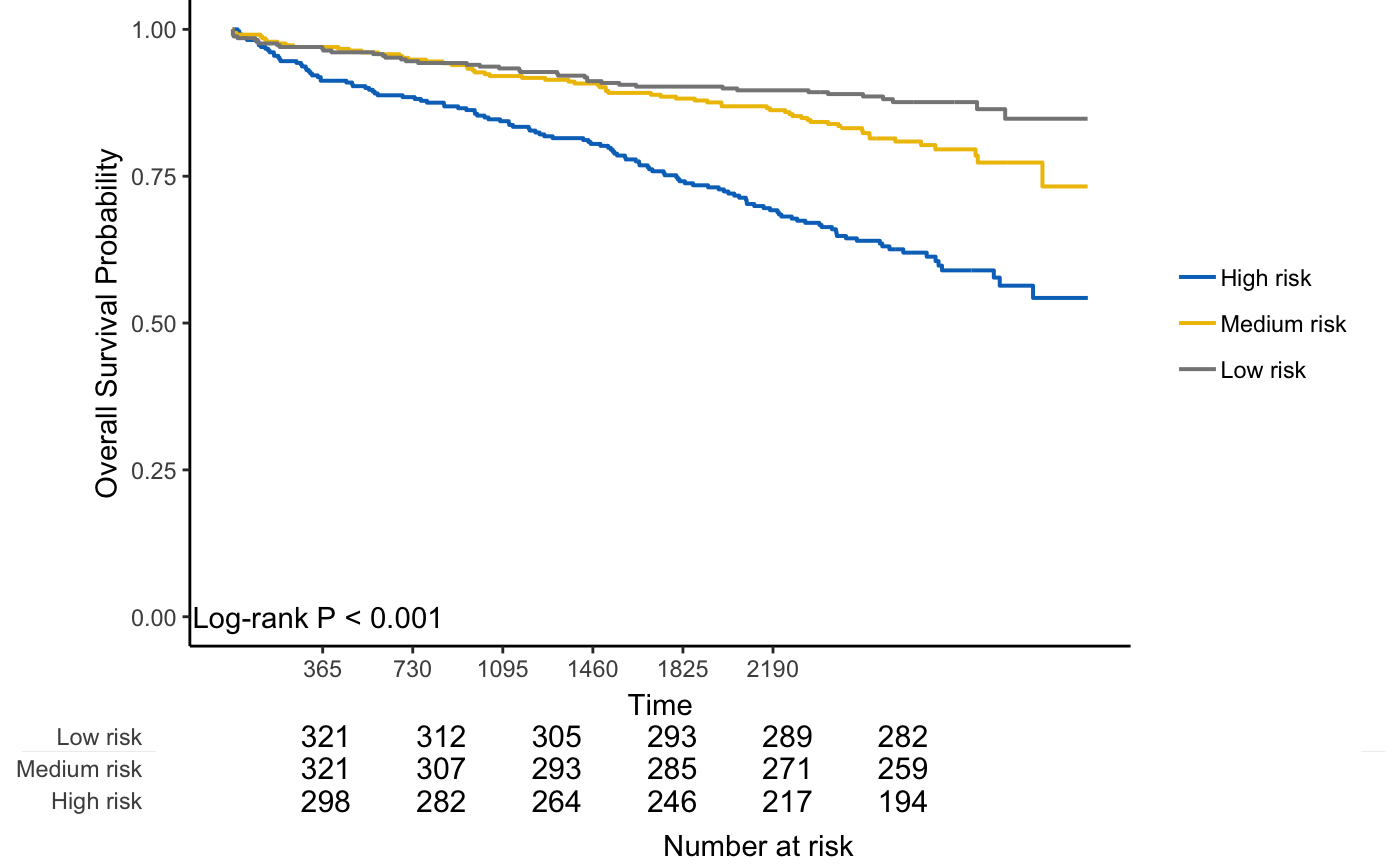 1.00
0.75
0.50
0.25
0.00
Overall Survival Probability
Log-rank P < 0.001
High risk
Medium risk
Low risk
365 730 1095 1460 1825 2190
Time
Low risk 321 312 305 293 289 282
Medium risk 321 307 293 285 271 259
High risk 298 282 264 246 217 194
Number at risk